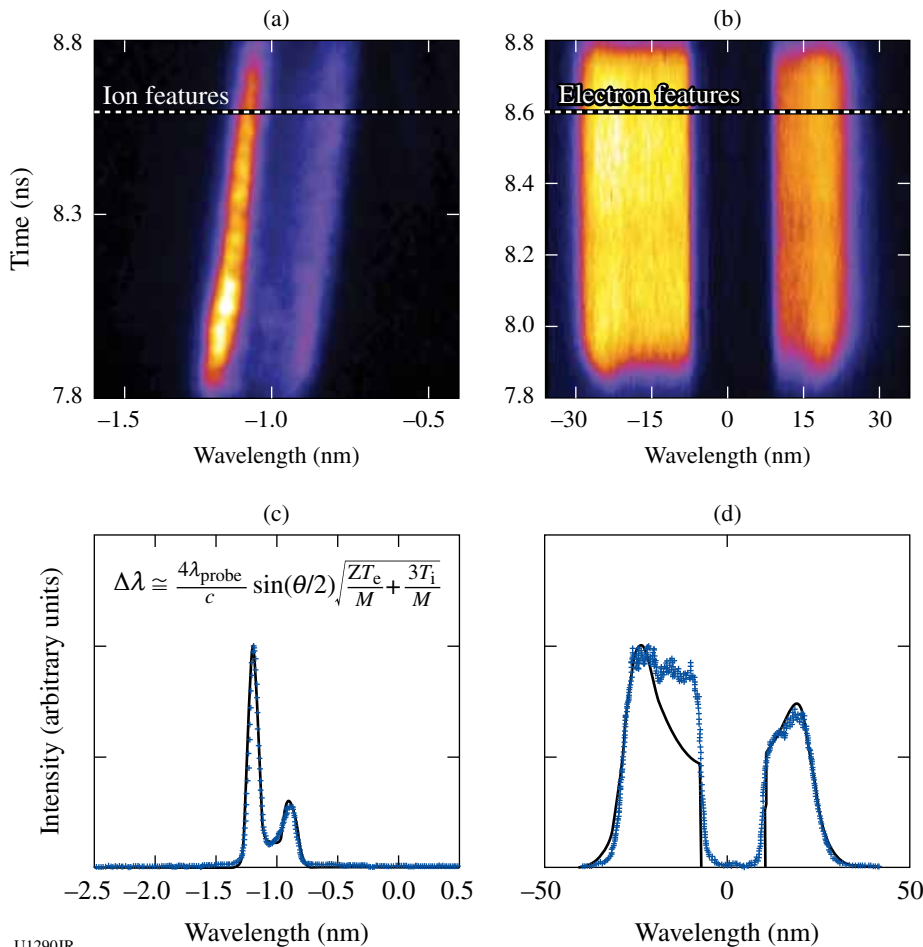 (a)
8.8
Ion features
8.3
7.8
Time (ns)
–1.5
–1.0
–0.5
Wavelength (nm)
(b)
8.8
Electron features
8.6
8.4
8.2
8.0
7.8
–30
–15
0
15
30
Wavelength (nm)
(c)
Δλ ≅ 4λprobe/c sin(θ/2)√(ZTe/M + 3Ti/M)
Intensity (arbitrary units)
–2.5 –2.0 –1.5 –1.0 –0.5 0.0 0.5
Wavelength (nm)
(d)
–50
0
50
Wavelength (nm)
U1290JR